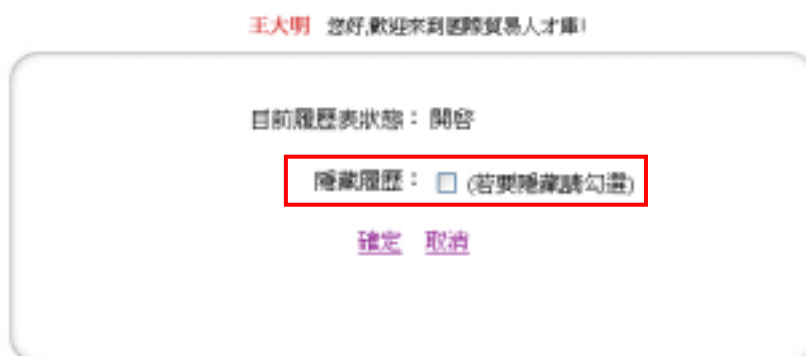 王大明 您好,歡迎來到國際貿易人才庫!
目前履歷表狀態： 開啓
隱藏履歷： (若要隱藏請勾選)
確定 取消